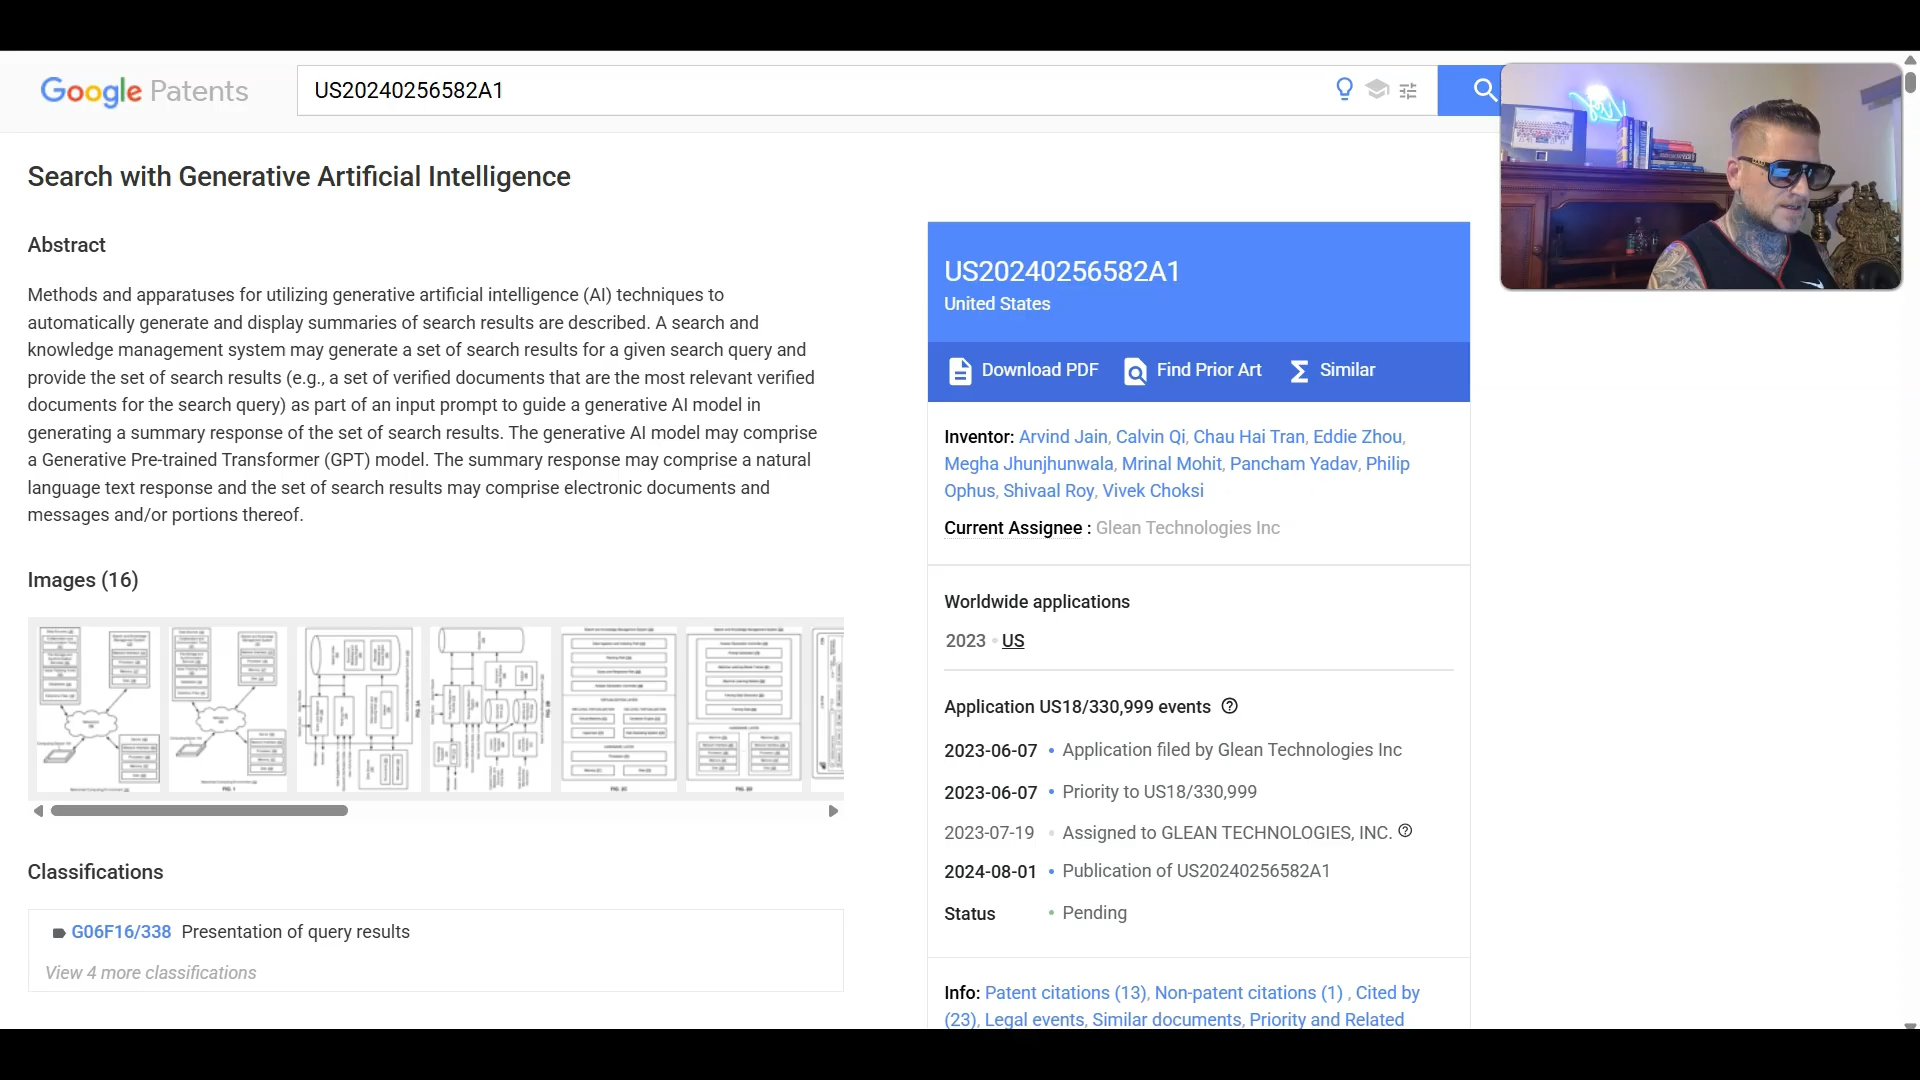 Google Patents
US20240256582A1
Search with Generative Artificial Intelligence
Abstract
Methods and apparatuses for utilizing generative artificial intelligence (AI) techniques to
automatically generate and display summaries of search results are described. A search and
knowledge management system may generate a set of search results for a given search query and
provide the set of search results (e.g., a set of verified documents that are the most relevant verified
documents for the search query) as part of an input prompt to guide a generative AI model in
generating a summary response of the set of search results. The generative AI model may comprise
a Generative Pre-trained Transformer (GPT) model. The summary response may comprise a natural
language text response and the set of search results may comprise electronic documents and
messages and/or portions thereof.
Images (16)
FIG. 1
Classifications
G06F16/338 Presentation of query results
View 4 more classifications
US20240256582A1
United States
Download PDF Find Prior Art Similar
Inventor: Arvind Jain, Calvin Qi, Chau Hai Tran, Eddie Zhou,
Megha Jhunjhunwala, Mrinal Mohit, Pancham Yadav, Philip
Ophus, Shivaal Roy, Vivek Choksi
Current Assignee : Glean Technologies Inc
Worldwide applications
2023 US
Application US18/330,999 events
2023-06-07 Application filed by Glean Technologies Inc
2023-06-07 Priority to US18/330,999
2023-07-19 Assigned to GLEAN TECHNOLOGIES, INC.
2024-08-01 Publication of US20240256582A1
Status Pending
Info: Patent citations (13), Non-patent citations (1) , Cited by
(23), Legal events, Similar documents, Priority and Related